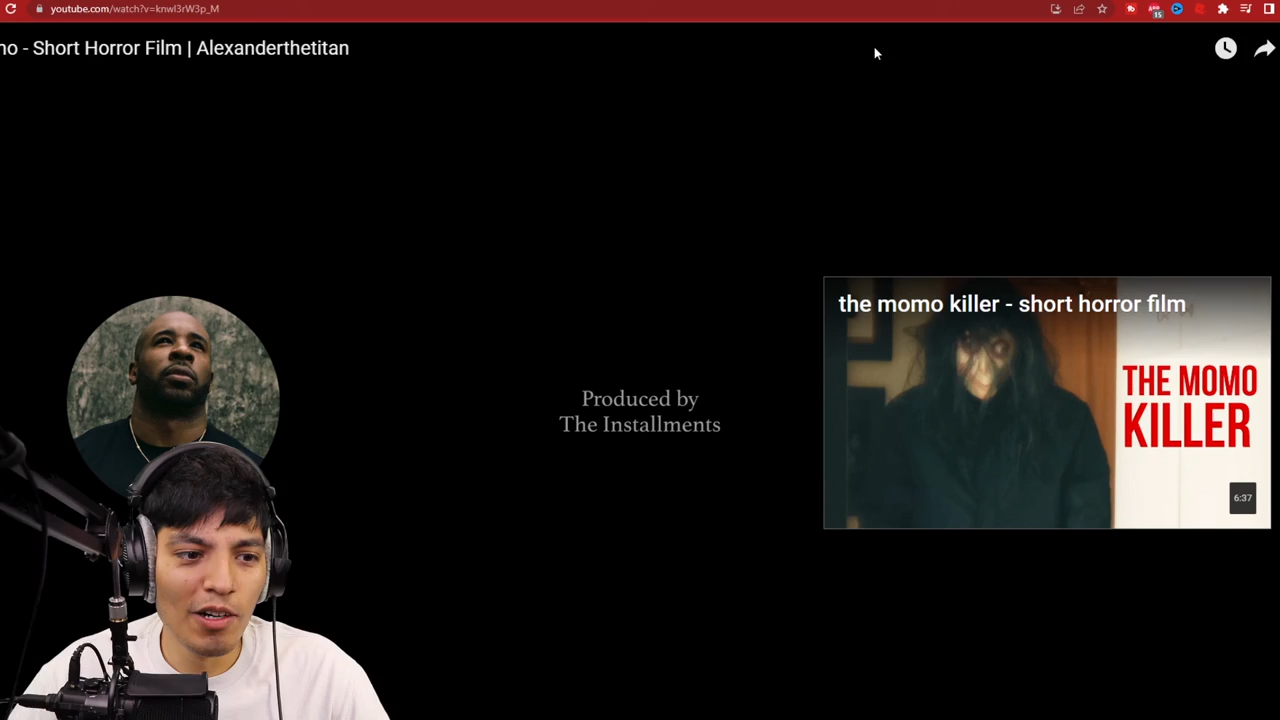 youtube.com/watch?v=knwl3rW3p_M
15
no - Short Horror Film | Alexanderthetitan
the momo killer - short horror film
THE MOMO
KILLER
Produced by
The Installments
6:37